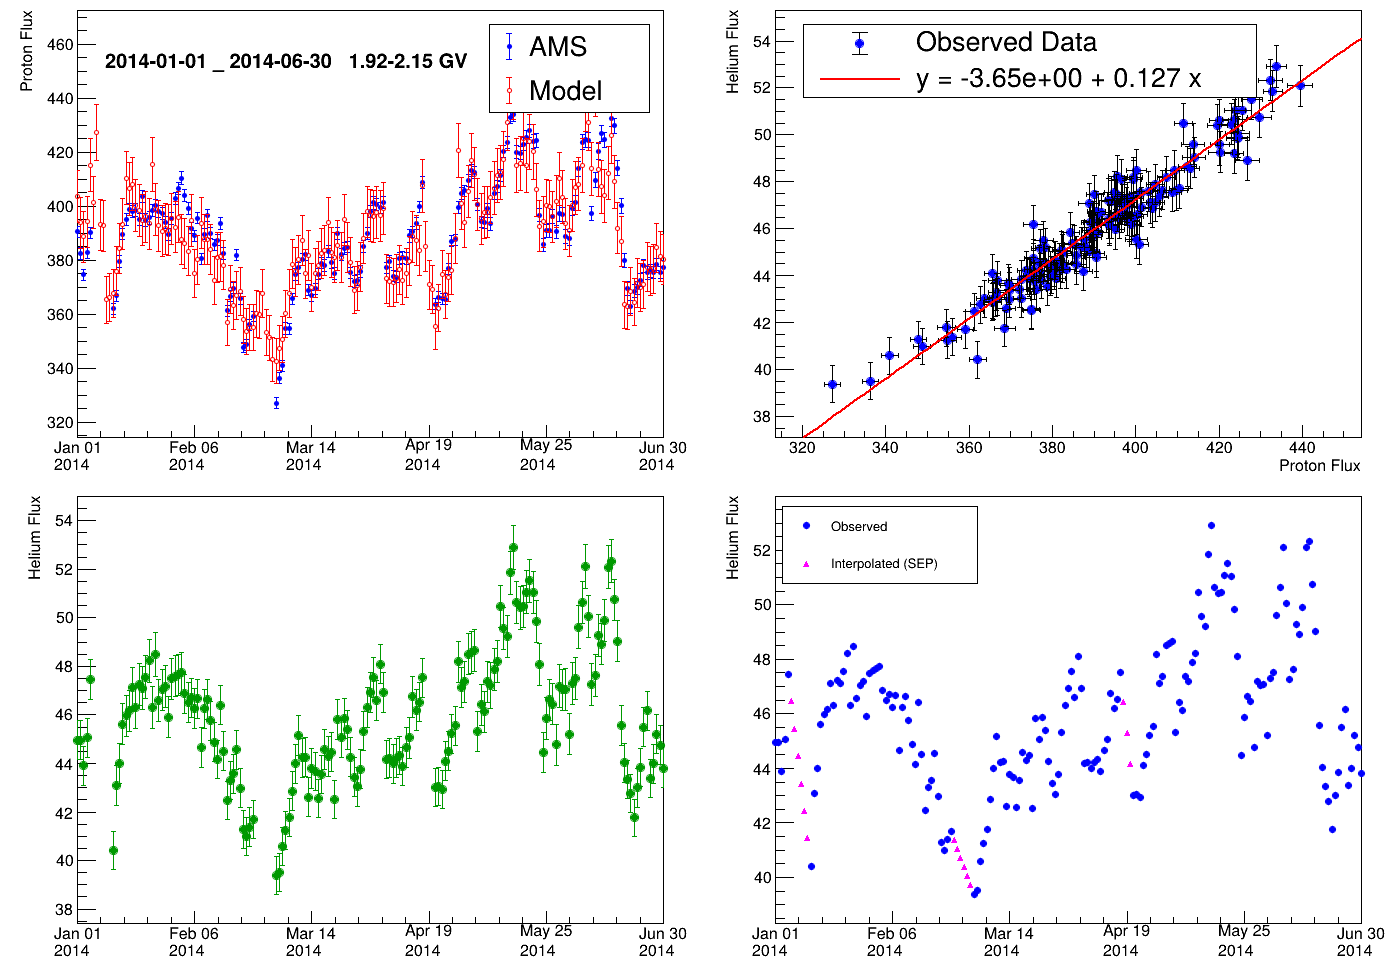 Proton Flux
460
440
420
400
380
360
340
320
2014-01-01 _ 2014-06-30 1.92-2.15 GV
AMS
Model
Jan 01 Feb 06 Mar 14 Apr 19 May 25 Jun 30
2014 2014 2014 2014 2014 2014
Helium Flux
54
52
50
48
46
44
42
40
38
Observed Data
y = -3.65e+00 + 0.127 x
320 340 360 380 400 420 440
Proton Flux
Helium Flux
54
52
50
48
46
44
42
40
38
Jan 01 Feb 06 Mar 14 Apr 19 May 25 Jun 30
2014 2014 2014 2014 2014 2014
Helium Flux
52
50
48
46
44
42
40
Observed
Interpolated (SEP)
Jan 01 Feb 06 Mar 14 Apr 19 May 25 Jun 30
2014 2014 2014 2014 2014 2014